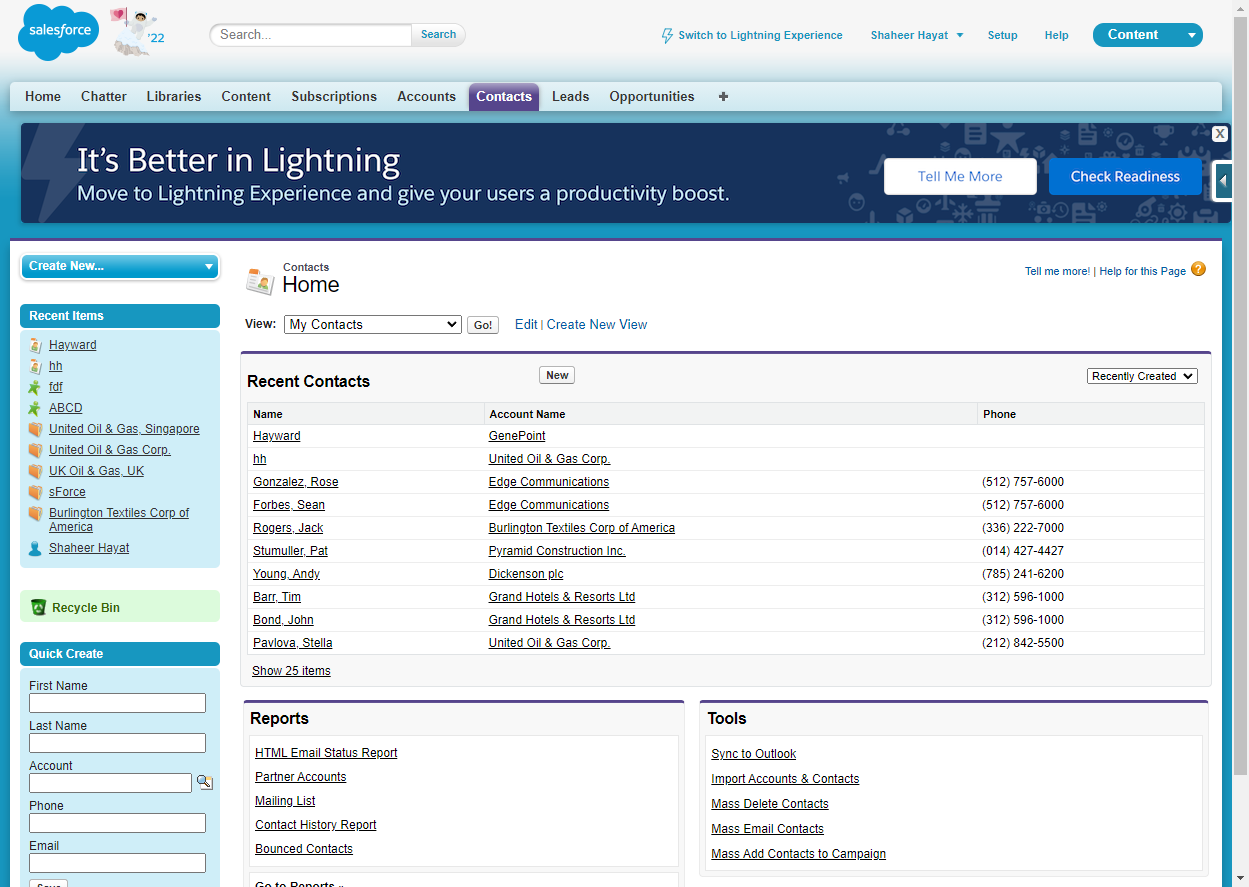 salesforce
'22
Search...
Search
Switch to Lightning Experience
Shaheer Hayat
Setup
Help
Content
Home
Chatter
Libraries
Content
Subscriptions
Accounts
Contacts
Leads
Opportunities
+
It's Better in Lightning
Move to Lightning Experience and give your users a productivity boost.
Tell Me More
Check Readiness
X
Create New...
Recent Items
Hayward
hh
fdf
ABCD
United Oil & Gas, Singapore
United Oil & Gas Corp.
UK Oil & Gas, UK
sForce
Burlington Textiles Corp of
America
Shaheer Hayat
Recycle Bin
Quick Create
First Name
Last Name
Account
Phone
Email
Save
Contacts
Home
Tell me more! | Help for this Page ?
View: My Contacts Go! Edit | Create New View
Recent Contacts
New
Recently Created
Name Account Name Phone
Hayward GenePoint
hh United Oil & Gas Corp.
Gonzalez, Rose Edge Communications (512) 757-6000
Forbes, Sean Edge Communications (512) 757-6000
Rogers, Jack Burlington Textiles Corp of America (336) 222-7000
Stumuller, Pat Pyramid Construction Inc. (014) 427-4427
Young, Andy Dickenson plc (785) 241-6200
Barr, Tim Grand Hotels & Resorts Ltd (312) 596-1000
Bond, John Grand Hotels & Resorts Ltd (312) 596-1000
Pavlova, Stella United Oil & Gas Corp. (212) 842-5500
Show 25 items
Reports
HTML Email Status Report
Partner Accounts
Mailing List
Contact History Report
Bounced Contacts
Go to Reports »
Tools
Sync to Outlook
Import Accounts & Contacts
Mass Delete Contacts
Mass Email Contacts
Mass Add Contacts to Campaign